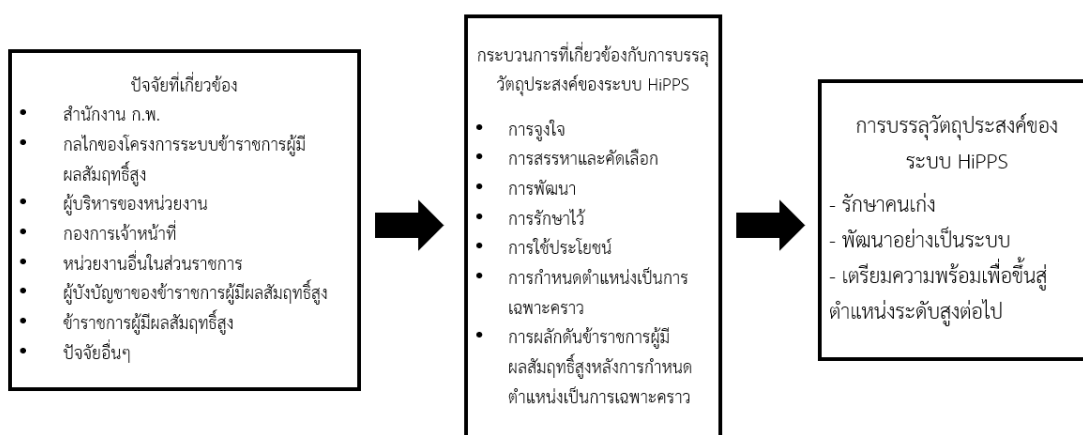 ปัจจัยที่เกี่ยวข้อง
• สำนักงาน ก.พ.
• กลไกของโครงการระบบข้าราชการผู้มี
ผลสัมฤทธิ์สูง
• ผู้บริหารของหน่วยงาน
• กองการเจ้าหน้าที่
• หน่วยงานอื่นในส่วนราชการ
• ผู้บังบัญชาของข้าราชการผู้มีผลสัมฤทธิ์สูง
• ข้าราชการผู้มีผลสัมฤทธิ์สูง
• ปัจจัยอื่นๆ
กระบวนการที่เกี่ยวข้องกับการบรรลุ
วัตถุประสงค์ของระบบ HiPPS
• การจูงใจ
• การสรรหาและคัดเลือก
• การพัฒนา
• การรักษาไว้
• การใช้ประโยชน์
• การกำหนดตำแหน่งเป็นการ
เฉพาะคราว
• การผลักดันข้าราชการผู้มี
ผลสัมฤทธิ์สูงหลังการกำหนด
ตำแหน่งเป็นการเฉพาะคราว
การบรรลุวัตถุประสงค์ของ
ระบบ HiPPS
- รักษาคนเก่ง
- พัฒนาอย่างเป็นระบบ
- เตรียมความพร้อมเพื่อขึ้นสู่
ตำแหน่งระดับสูงต่อไป